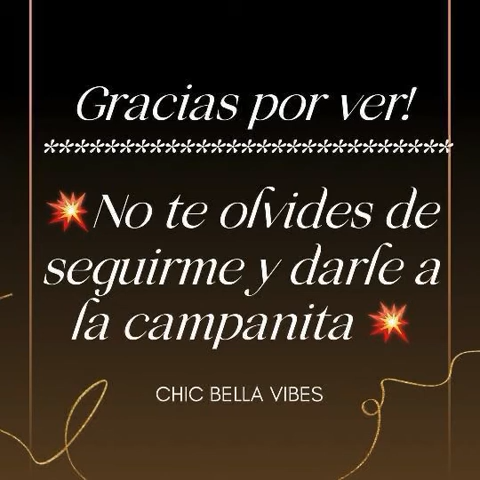 Gracias por ver!
***************************
💥No te olvides de
seguirme y darle a
la campanita 💥
CHIC BELLA VIBES